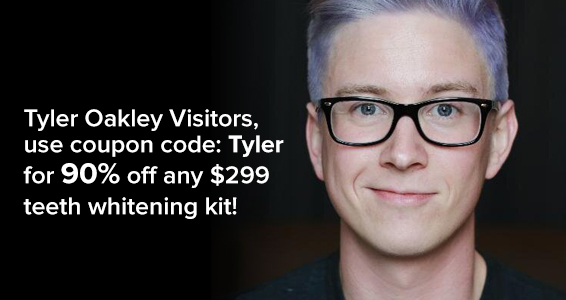 Tyler Oakley Visitors,
use coupon code: Tyler
for 90% off any $299
teeth whitening kit!